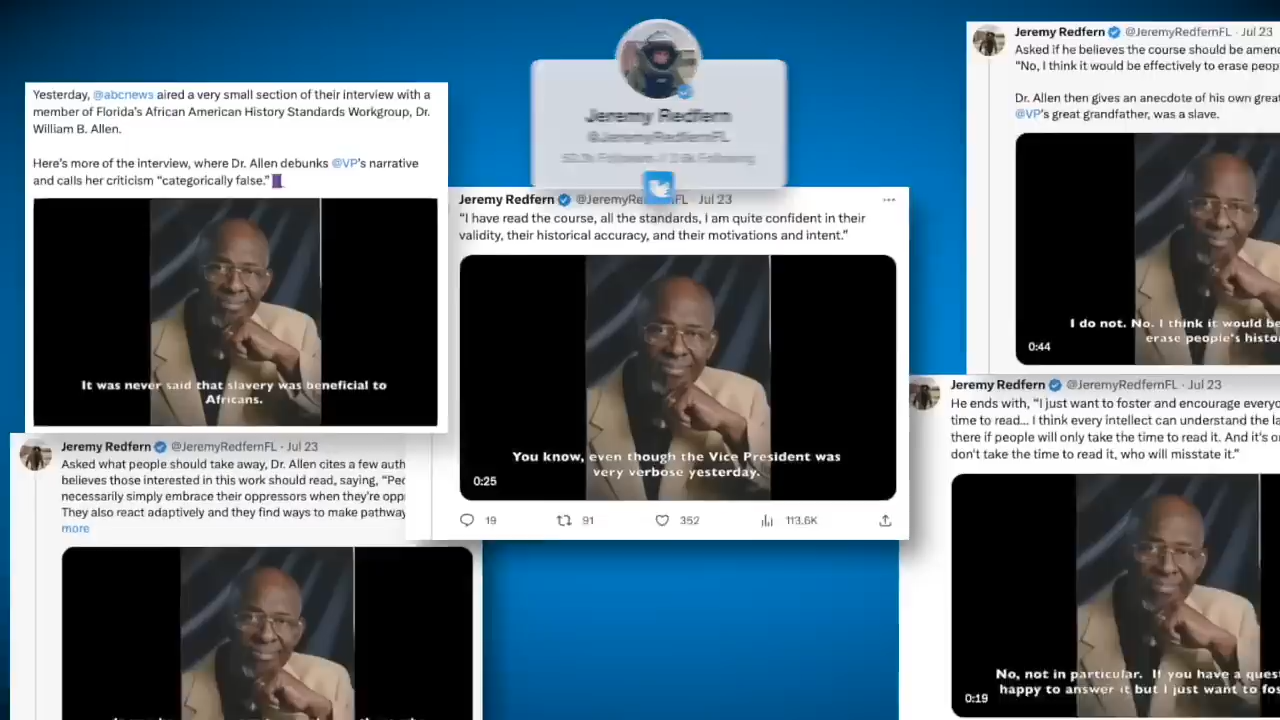 Yesterday, @abcnews aired a very small section of their interview with a
member of Florida's African American History Standards Workgroup, Dr.
William B. Allen.
Here's more of the interview, where Dr. Allen debunks @VP's narrative
and calls her criticism "categorically false."
It was never said that slavery was beneficial to
Africans.
Jeremy Redfern @JeremyRedfernFL · Jul 23
Asked what people should take away, Dr. Allen cites a few auth
believes those interested in this work should read, saying, "Peo
necessarily simply embrace their oppressors when they're opp
They also react adaptively and they find ways to make pathway
more
Jeremy Redfern
@JeremyRedfernFL
Jeremy Redfern @JeremyRe FL · Jul 23
"I have read the course, all the standards, I am quite confident in their
validity, their historical accuracy, and their motivations and intent."
You know, even though the Vice President was
very verbose yesterday.
0:25
19 91 352 113.6K
Jeremy Redfern @JeremyRedfernFL · Jul 23
Asked if he believes the course should be amen
"No, I think it would be effectively to erase peop
Dr. Allen then gives an anecdote of his own great
@VP's great grandfather, was a slave.
I do not. No. I think it would be
erase people's histo
0:44
Jeremy Redfern @JeremyRedfernFL · Jul 23
He ends with, "I just want to foster and encourage everyo
time to read... I think every intellect can understand the la
there if people will only take the time to read it. And it's o
don't take the time to read it, who will misstate it."
No, not in particular. If you have a quest
happy to answer it but I just want to fos
0:19